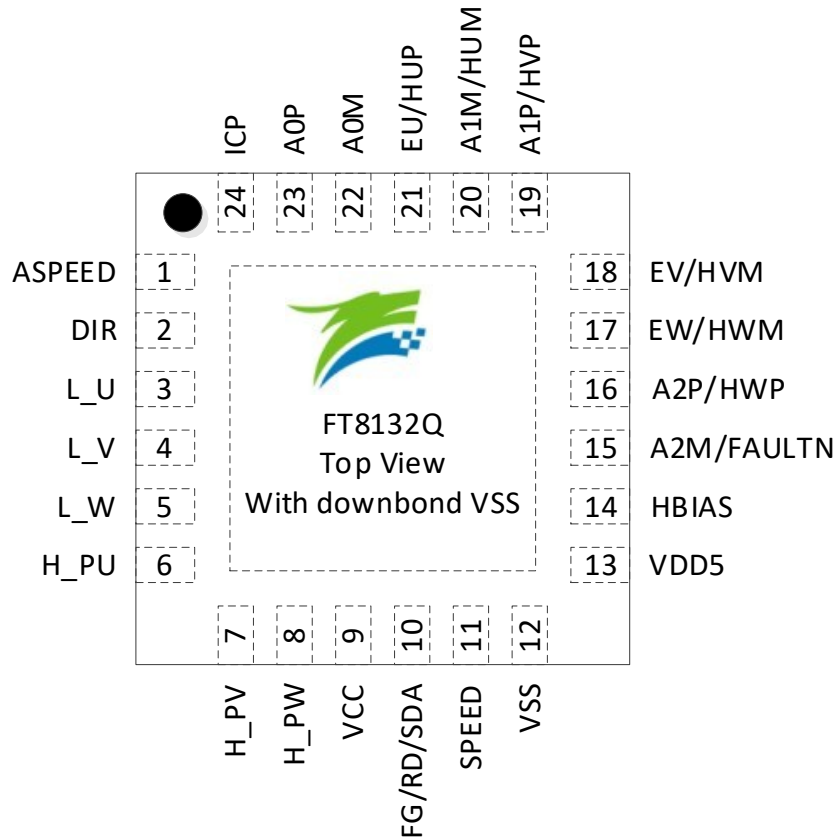 ICP
A0P
A0M
EU/HUP
A1M/HUM
A1P/HVP
24
23
22
21
20
19
ASPEED 1
DIR 2
L_U 3
L_V 4
L_W 5
H_PU 6
FT8132Q
Top View
With downbond VSS
18 EV/HVM
17 EW/HWM
16 A2P/HWP
15 A2M/FAULTN
14 HBIAS
13 VDD5
7
8
9
10
11
12
H_PV
H_PW
VCC
FG/RD/SDA
SPEED
VSS